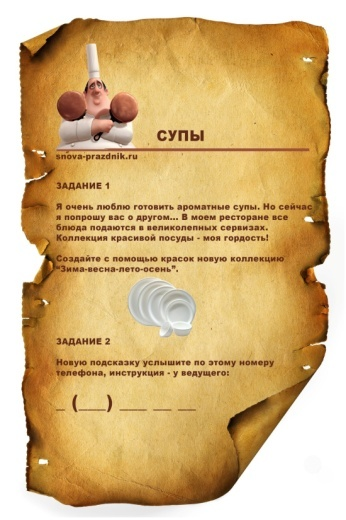 СУПЫ
snova-prazdnik.ru
ЗАДАНИЕ 1
Я очень люблю готовить ароматные супы. Но сейчас
я попрошу вас о другом... В моем ресторане все
блюда подаются в великолепных сервизах.
Коллекция красивой посуды - моя гордость!
Создайте с помощью красок новую коллекцию
"Зима-весна-лето-осень".
ЗАДАНИЕ 2
Новую подсказку услышите по этому номеру
телефона, инструкция - у ведущего:
_ (___) ___ __ __